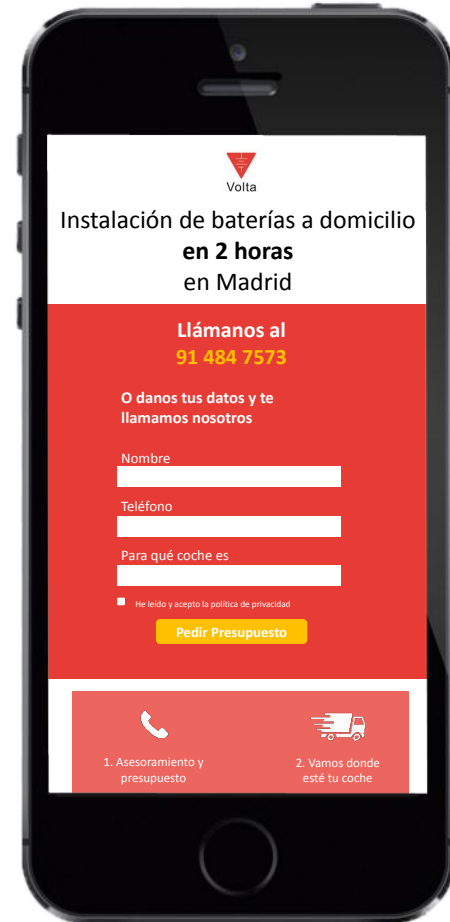 Volta
Instalación de baterías a domicilio
en 2 horas
en Madrid
Llámanos al
91 484 7573
O danos tus datos y te
llamamos nosotros
Nombre
Teléfono
Para qué coche es
He leído y acepto la política de privacidad
Pedir Presupuesto
1. Asesoramiento y
presupuesto
2. Vamos donde
esté tu coche